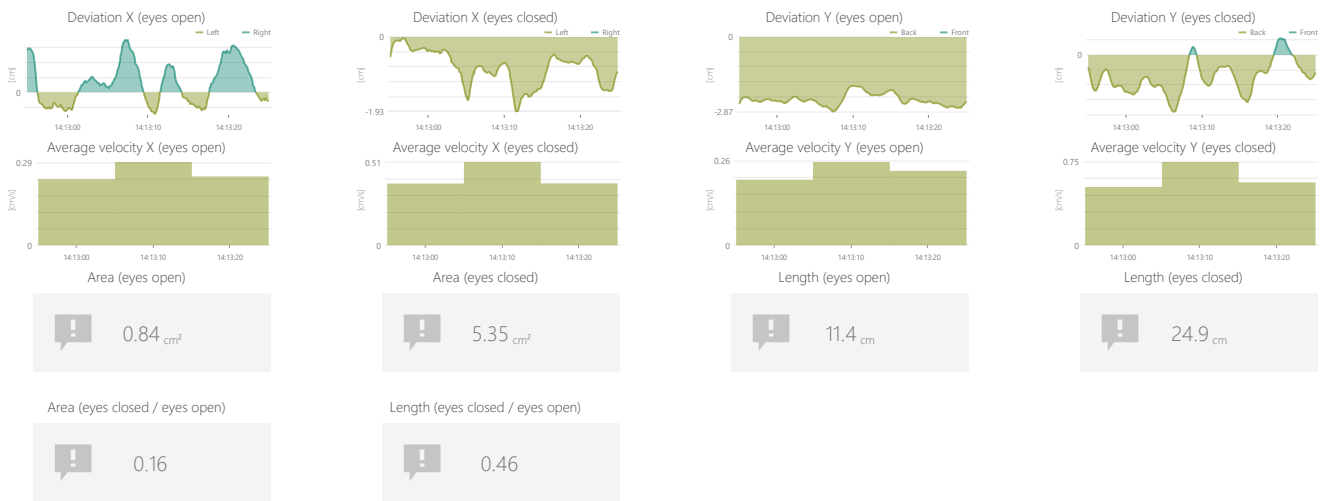 Deviation X (eyes open)
Left Right
[cm]
0
14:13:00 14:13:10 14:13:20
Deviation X (eyes closed)
0
-1.93
14:13:00 14:13:10 14:13:20
Deviation Y (eyes open)
0
-2.87
14:13:00 14:13:10 14:13:20
Deviation Y (eyes closed)
Back Front
[cm]
0
14:13:00 14:13:10 14:13:20
Average velocity X (eyes open)
0.29
[cm/s]
0
14:13:00 14:13:10 14:13:20
Average velocity X (eyes closed)
0.51
[cm/s]
0
14:13:00 14:13:10 14:13:20
Average velocity Y (eyes open)
0.26
[cm/s]
0
14:13:00 14:13:10 14:13:20
Average velocity Y (eyes closed)
0.75
[cm/s]
0
14:13:00 14:13:10 14:13:20
Area (eyes open)
0.84 cm²
Area (eyes closed)
5.35 cm²
Length (eyes open)
11.4 cm
Length (eyes closed)
24.9 cm
Area (eyes closed / eyes open)
0.16
Length (eyes closed / eyes open)
0.46